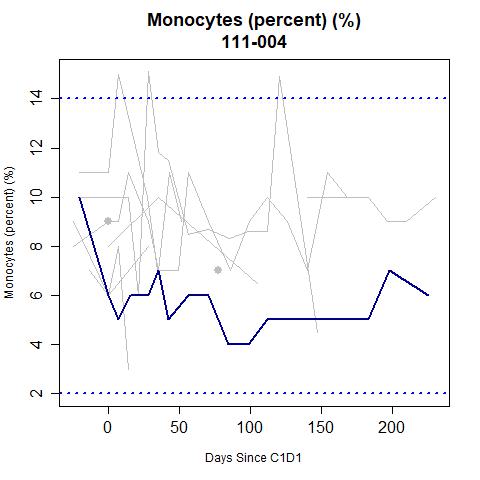 Monocytes (percent) (%)
111-004
Monocytes (percent) (%)
14
12
10
8
6
4
2
0 50 100 150 200
Days Since C1D1